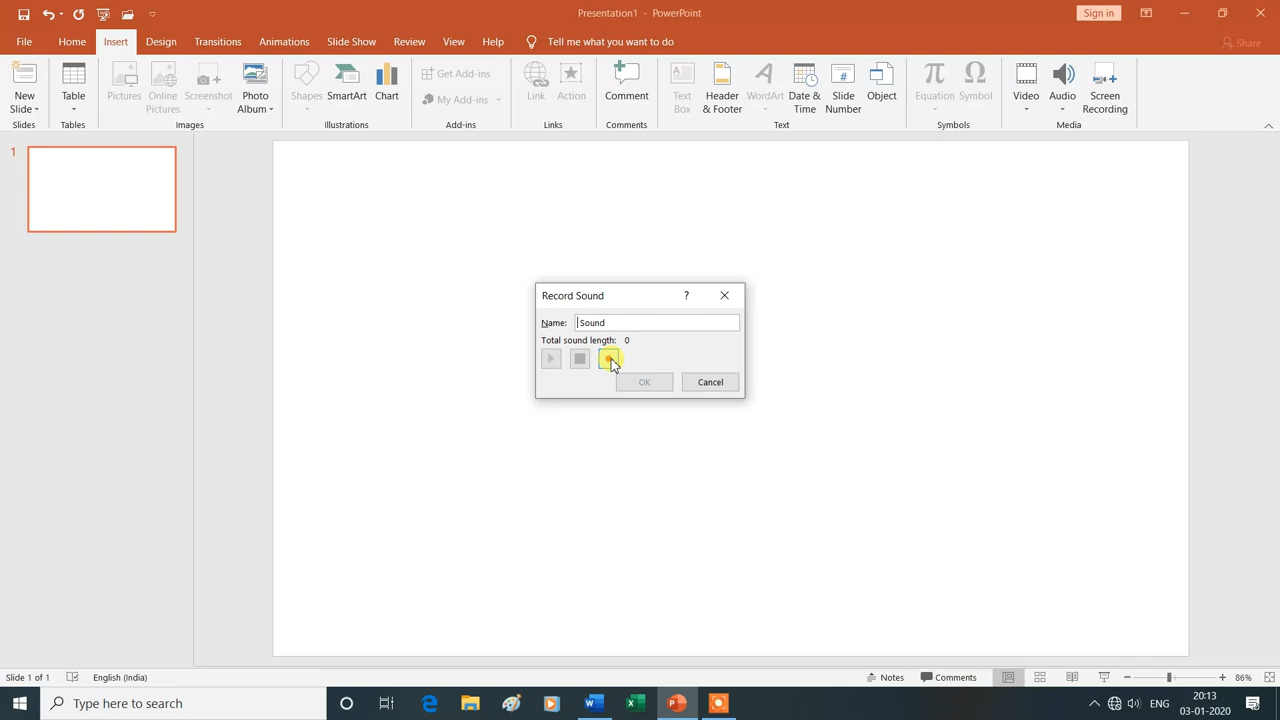 Presentation1 - PowerPoint
Sign in
File Home Insert Design Transitions Animations Slide Show Review View Help Tell me what you want to do Share
New Slide
Table
Pictures
Online Pictures
Screenshot
Photo Album
Shapes
SmartArt
Chart
Get Add-ins
My Add-ins
Link
Action
Comment
Text Box
Header & Footer
WordArt
Date & Time
Slide Number
Object
Equation
Symbol
Video
Audio
Screen Recording
Slides Tables Images Illustrations Add-ins Links Comments Text Symbols Media
1
Record Sound ?
Name: Sound
Total sound length: 0
OK Cancel
Slide 1 of 1 English (India) Notes Comments 86%
Type here to search
ENG
20:13
03-01-2020